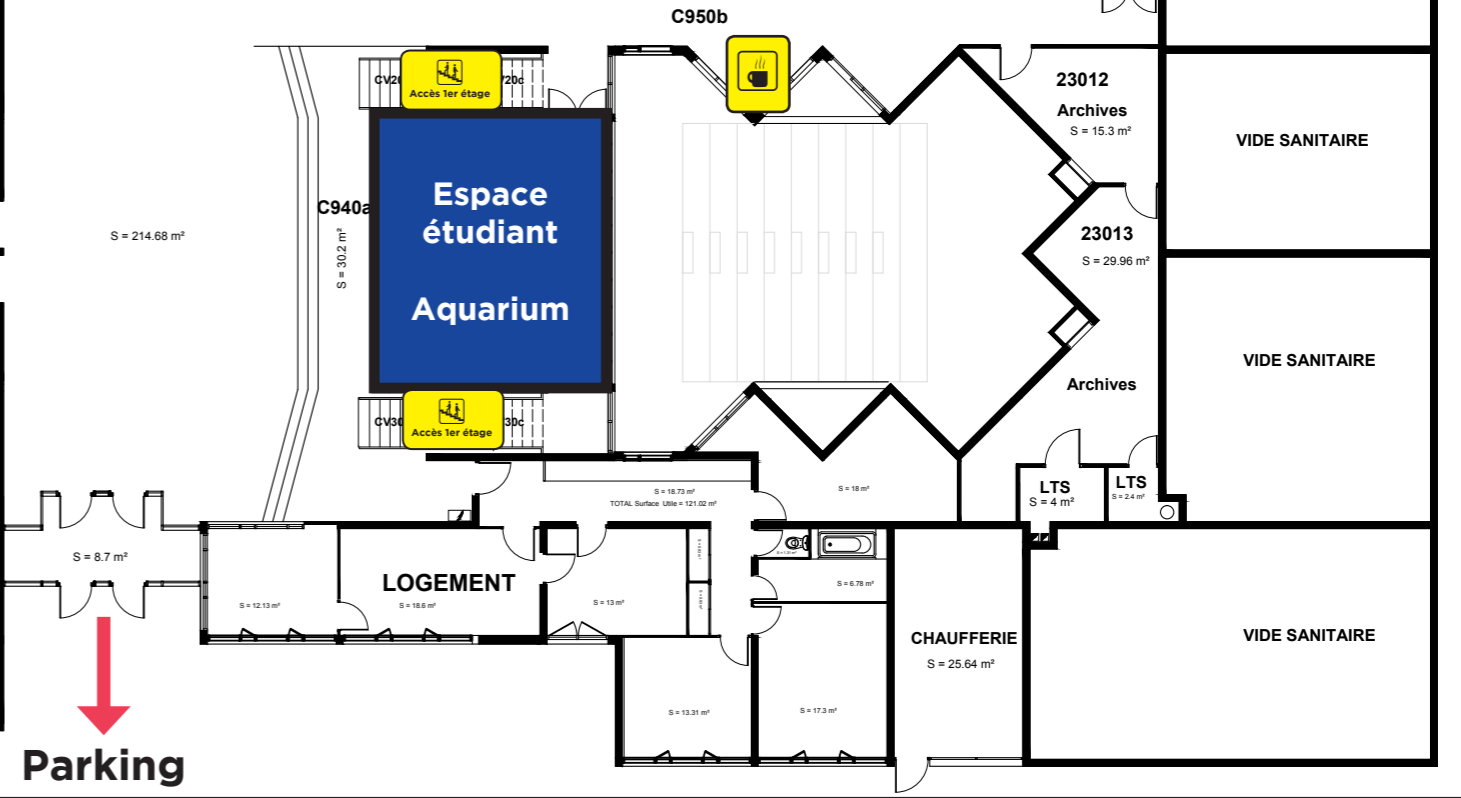 C950b
CV20
20c
Accès 1er étage
23012
Archives
S = 15.3 m²
VIDE SANITAIRE
Espace
étudiant
Aquarium
C940a
S = 30.2 m²
S = 214.68 m²
23013
S = 29.96 m²
VIDE SANITAIRE
Archives
CV30
30c
Accès 1er étage
LTS
S = 4 m²
LTS
S = 2.4 m²
S = 18.73 m²
TOTAL Surface Utile = 121.02 m²
S = 18 m²
S = 8.7 m²
LOGEMENT
S = 12.13 m²
S = 18.6 m²
S = 13 m²
S = 6.78 m²
CHAUFFERIE
S = 25.64 m²
VIDE SANITAIRE
S = 13.31 m²
S = 17.3 m²
Parking